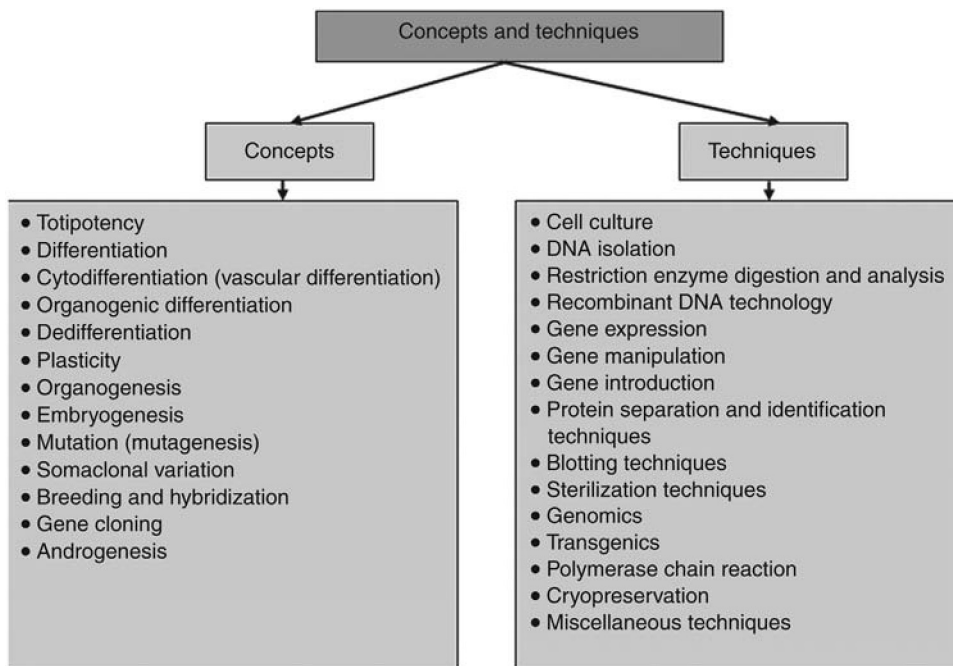 Concepts and techniques
Concepts
Techniques
• Totipotency
• Differentiation
• Cytodifferentiation (vascular differentiation)
• Organogenic differentiation
• Dedifferentiation
• Plasticity
• Organogenesis
• Embryogenesis
• Mutation (mutagenesis)
• Somaclonal variation
• Breeding and hybridization
• Gene cloning
• Androgenesis
• Cell culture
• DNA isolation
• Restriction enzyme digestion and analysis
• Recombinant DNA technology
• Gene expression
• Gene manipulation
• Gene introduction
• Protein separation and identification
techniques
• Blotting techniques
• Sterilization techniques
• Genomics
• Transgenics
• Polymerase chain reaction
• Cryopreservation
• Miscellaneous techniques